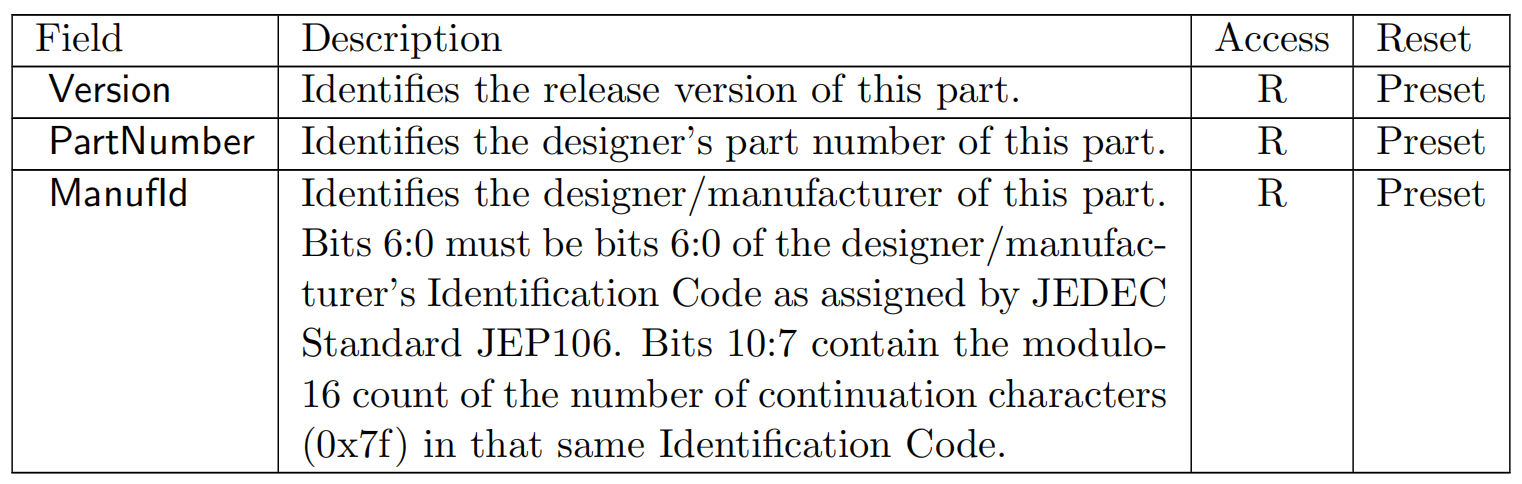 Field Description Access Reset
Version Identifies the release version of this part. R Preset
PartNumber Identifies the designer’s part number of this part. R Preset
ManufId Identifies the designer/manufacturer of this part. R Preset
Bits 6:0 must be bits 6:0 of the designer/manufac-
turer’s Identification Code as assigned by JEDEC
Standard JEP106. Bits 10:7 contain the modulo-
16 count of the number of continuation characters
(0x7f) in that same Identification Code.